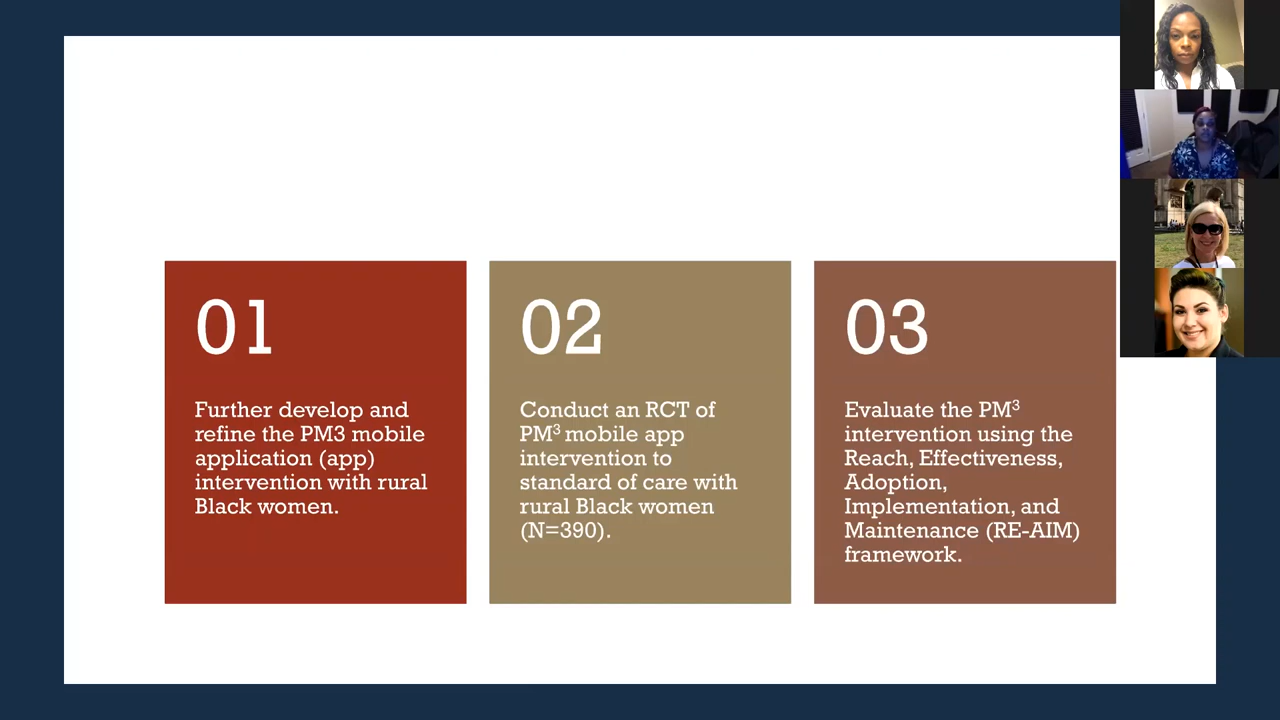 01
Further develop and
refine the PM3 mobile
application (app)
intervention with rural
Black women.
02
Conduct an RCT of
PM³ mobile app
intervention to
standard of care with
rural Black women
(N=390).
03
Evaluate the PM³
intervention using the
Reach, Effectiveness,
Adoption,
Implementation, and
Maintenance (RE-AIM)
framework.